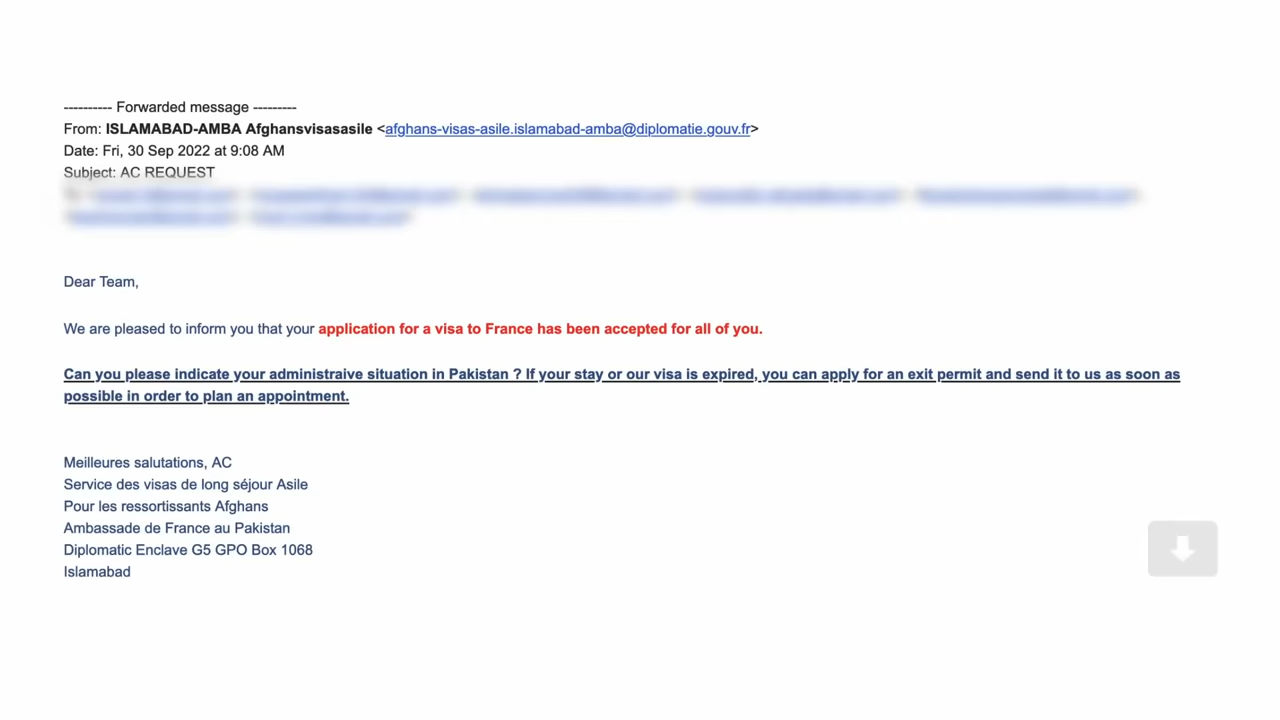 ---------- Forwarded message ---------
From: ISLAMABAD-AMBA Afghansvisasasile <afghans-visas-asile.islamabad-amba@diplomatie.gouv.fr>
Date: Fri, 30 Sep 2022 at 9:08 AM
Subject: AC REQUEST
Dear Team,
We are pleased to inform you that your application for a visa to France has been accepted for all of you.
Can you please indicate your administraive situation in Pakistan ? If your stay or our visa is expired, you can apply for an exit permit and send it to us as soon as
possible in order to plan an appointment.
Meilleures salutations, AC
Service des visas de long séjour Asile
Pour les ressortissants Afghans
Ambassade de France au Pakistan
Diplomatic Enclave G5 GPO Box 1068
Islamabad